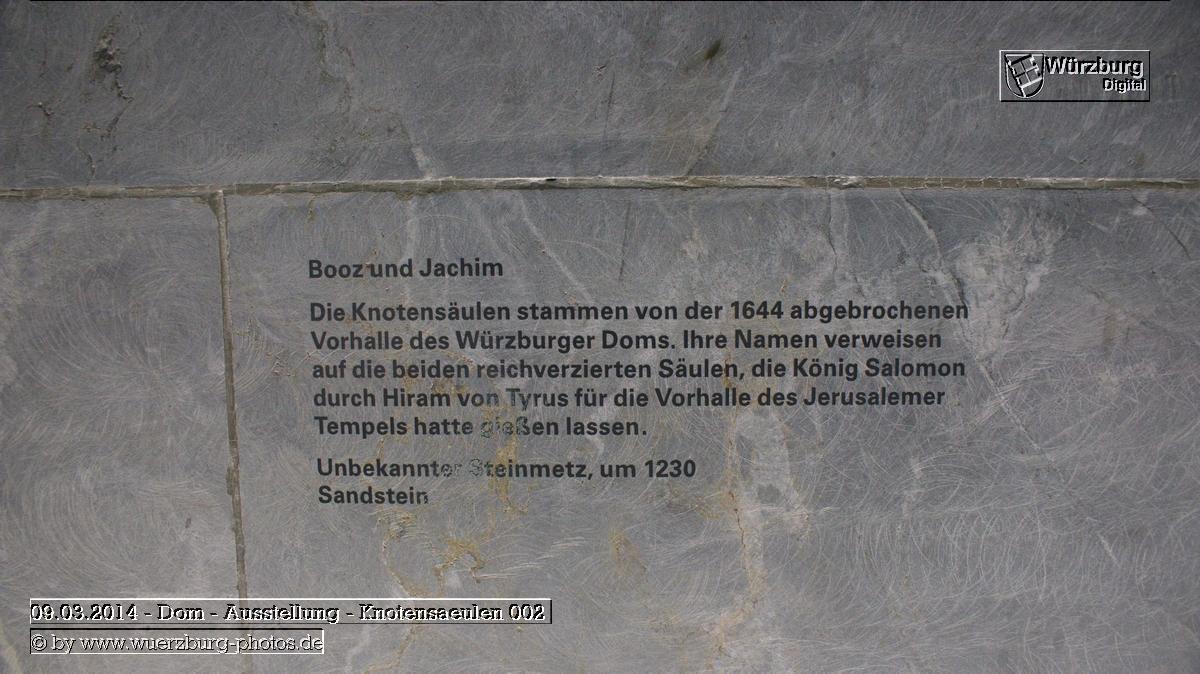 Würzburg
Digital
Booz und Jachim
Die Knotensäulen stammen von der 1644 abgebrochenen
Vorhalle des Würzburger Doms. Ihre Namen verweisen
auf die beiden reichverzierten Säulen, die König Salomon
durch Hiram von Tyrus für die Vorhalle des Jerusalemer
Tempels hatte gießen lassen.
Unbekannter Steinmetz, um 1230
Sandstein
09.03.2014 - Dom - Ausstellung - Knotensaeulen 002
© by www.wuerzburg-photos.de